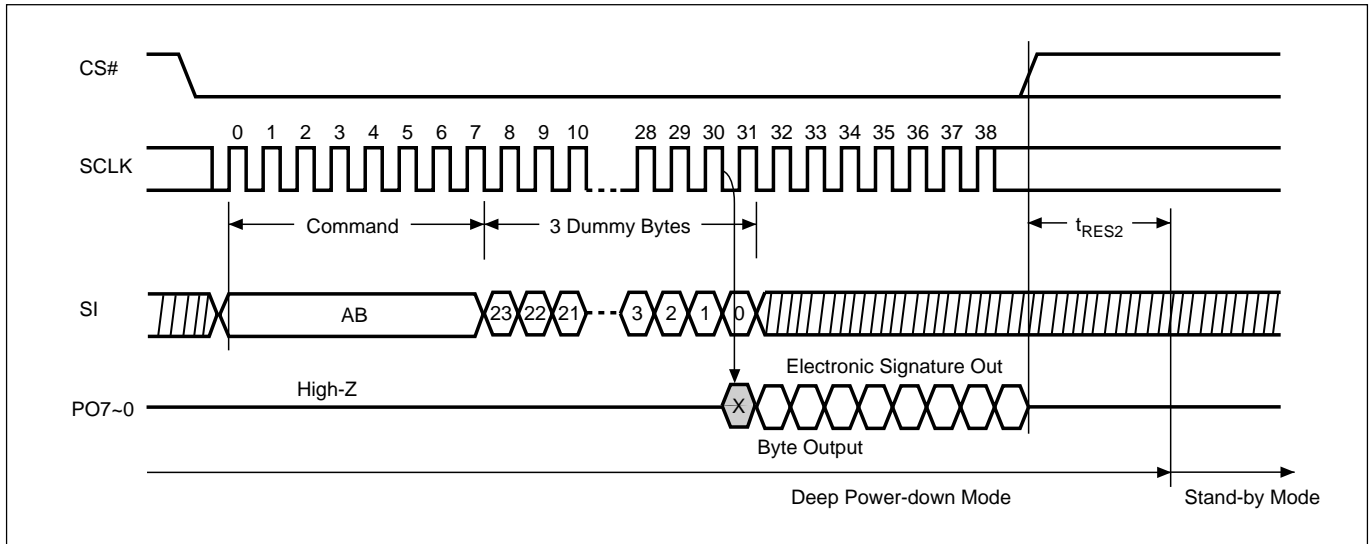 CS#
0 1 2 3 4 5 6 7 8 9 10 28 29 30 31 32 33 34 35 36 37 38
SCLK
Command
3 Dummy Bytes
tRES2
SI
AB
23 22 21 3 2 1 0
Electronic Signature Out
High-Z
PO7~0
X
Byte Output
Deep Power-down Mode
Stand-by Mode